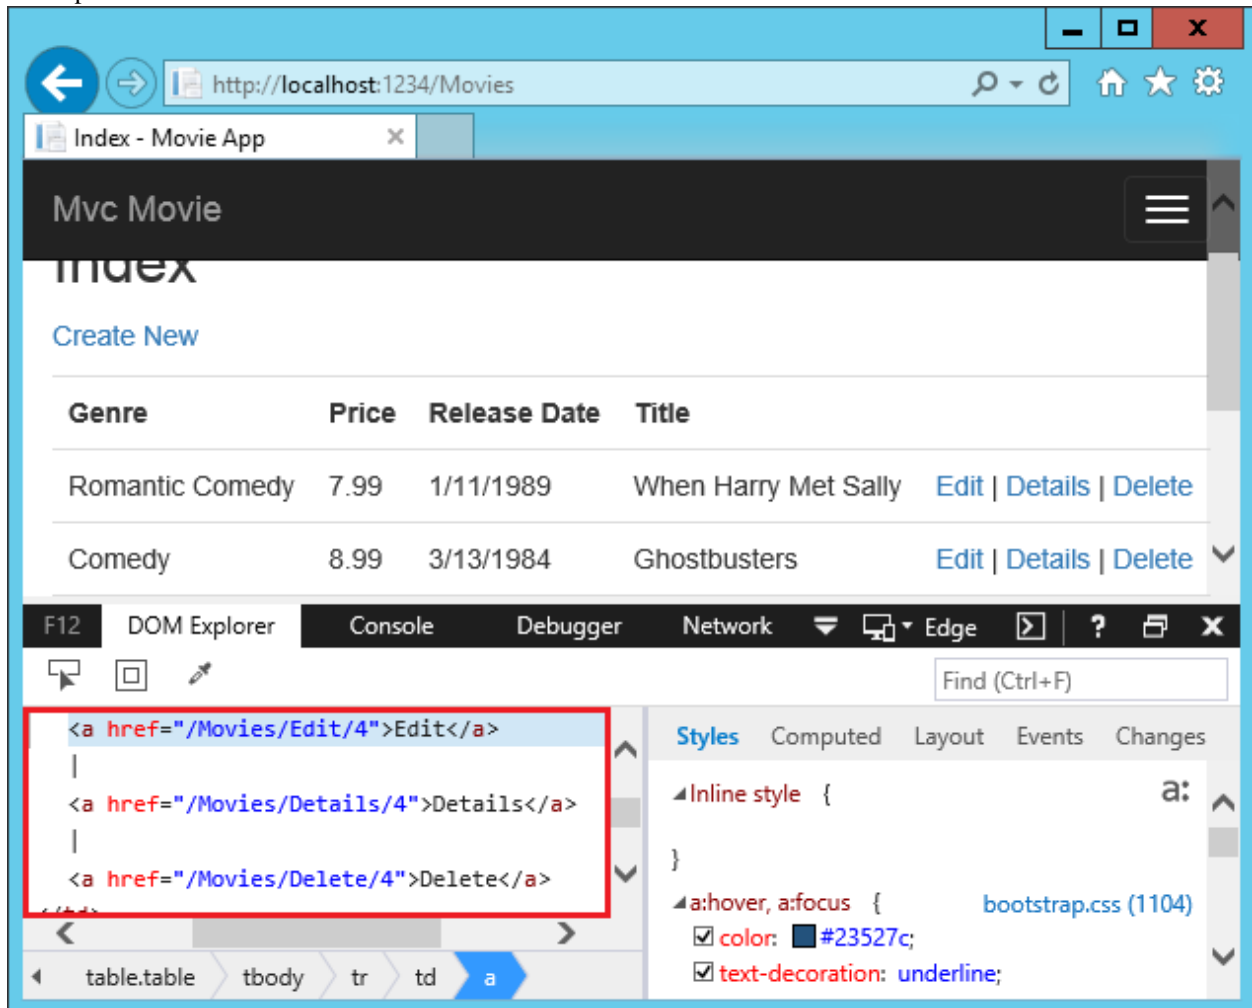 http://localhost:1234/Movies
Index - Movie App
Mvc Movie
Index
Create New
Genre Price Release Date Title
Romantic Comedy 7.99 1/11/1989 When Harry Met Sally Edit | Details | Delete
Comedy 8.99 3/13/1984 Ghostbusters Edit | Details | Delete
F12 DOM Explorer Console Debugger Network Edge ?
Find (Ctrl+F)
<a href="/Movies/Edit/4">Edit</a>
|
<a href="/Movies/Details/4">Details</a>
|
<a href="/Movies/Delete/4">Delete</a>
</td>
table.table tbody tr td a
Styles Computed Layout Events Changes
Inline style { a:
}
a:hover, a:focus { bootstrap.css (1104)
color: #23527c;
text-decoration: underline;